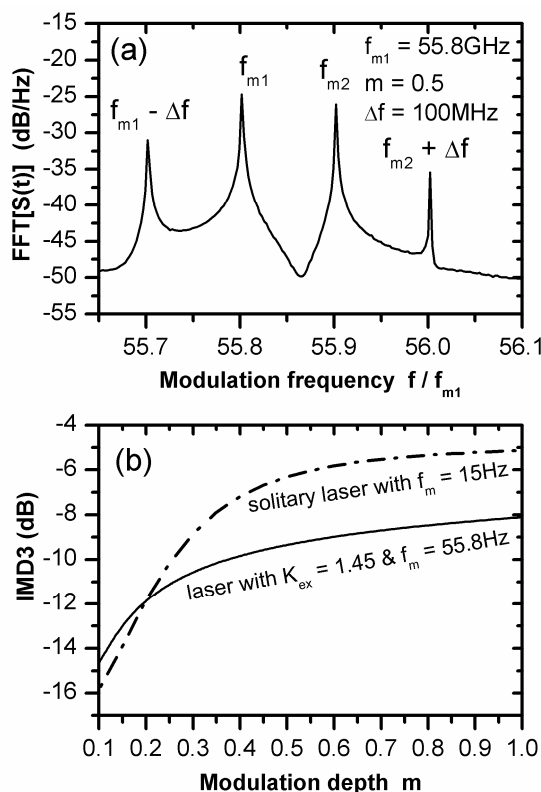 (a)
f_m1 = 55.8GHz
m = 0.5
Δf = 100MHz
f_m1 - Δf
f_m1
f_m2
f_m2 + Δf
FFT[S(t)] (dB/Hz)
-15
-20
-25
-30
-35
-40
-45
-50
-55
55.7 55.8 55.9 56.0 56.1
Modulation frequency f / f_m1
(b)
solitary laser with f_m = 15Hz
laser with K_ex = 1.45 & f_m = 55.8Hz
IMD3 (dB)
-4
-6
-8
-10
-12
-14
-16
0.1 0.2 0.3 0.4 0.5 0.6 0.7 0.8 0.9 1.0
Modulation depth m